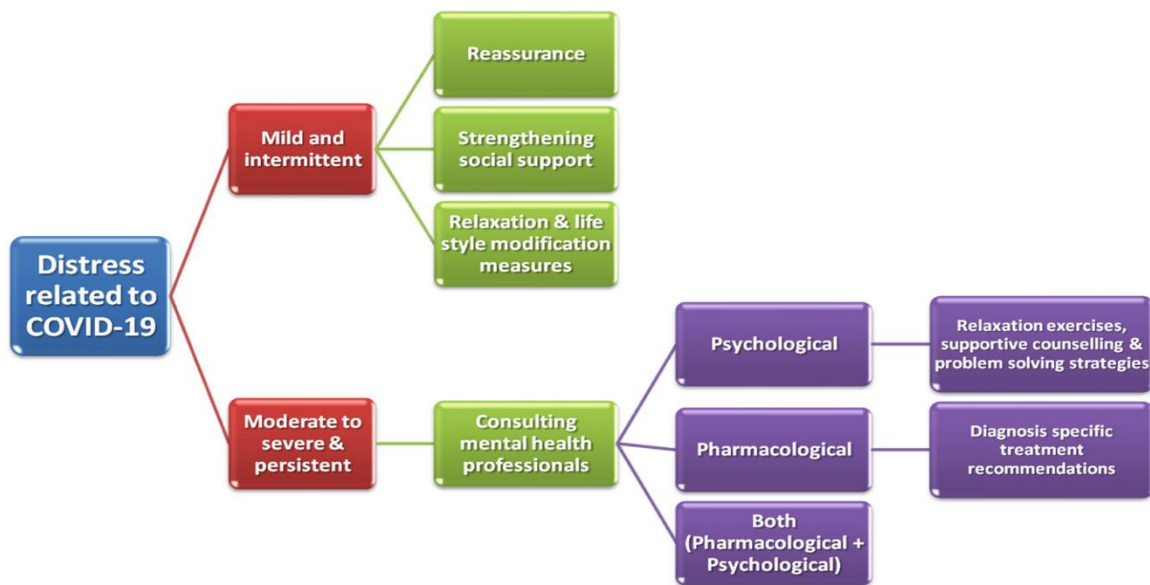 Distress
related to
COVID-19
Mild and
intermittent
Reassurance
Strengthening
social support
Relaxation & life
style modification
measures
Moderate to
severe &
persistent
Consulting
mental health
professionals
Psychological
Relaxation exercises,
supportive counselling &
problem solving strategies
Pharmacological
Diagnosis specific
treatment
recommendations
Both
(Pharmacological +
Psychological)